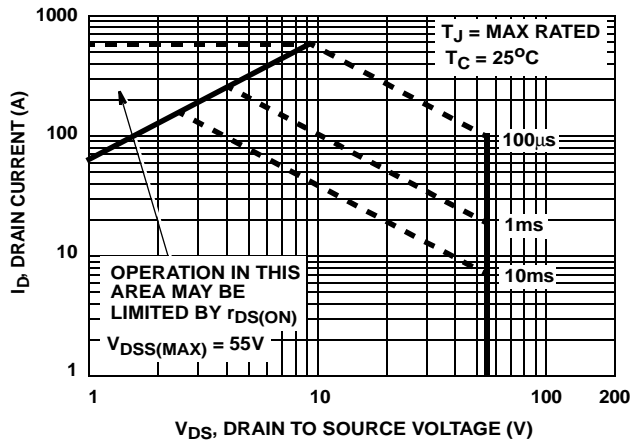 1000
T_J = MAX RATED
T_C = 25°C
I_D, DRAIN CURRENT (A)
100
100μs
1ms
10
10ms
OPERATION IN THIS
AREA MAY BE
LIMITED BY r_DS(ON)
V_DSS(MAX) = 55V
1
1
10
100
200
V_DS, DRAIN TO SOURCE VOLTAGE (V)